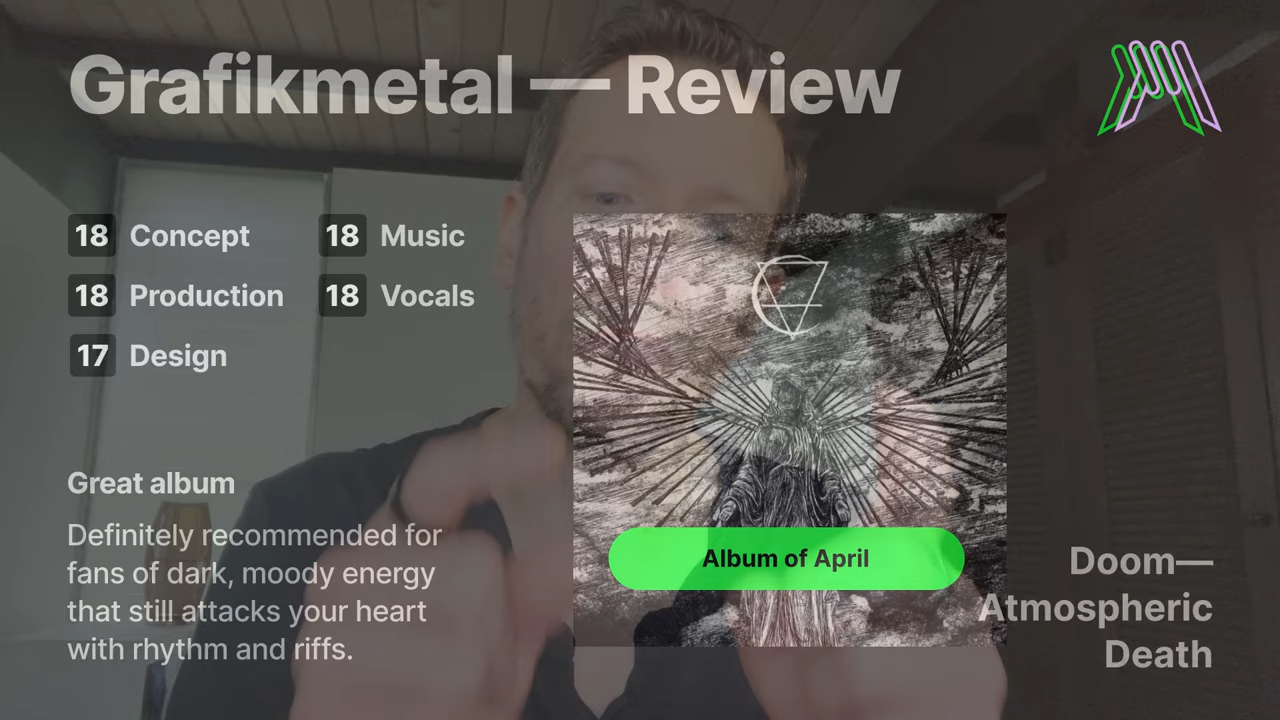 Grafikmetal — Review
18 Concept
18 Music
18 Production
18 Vocals
17 Design
Great album
Definitely recommended for
fans of dark, moody energy
that still attacks your heart
with rhythm and riffs.
Album of April
Doom—
Atmospheric
Death